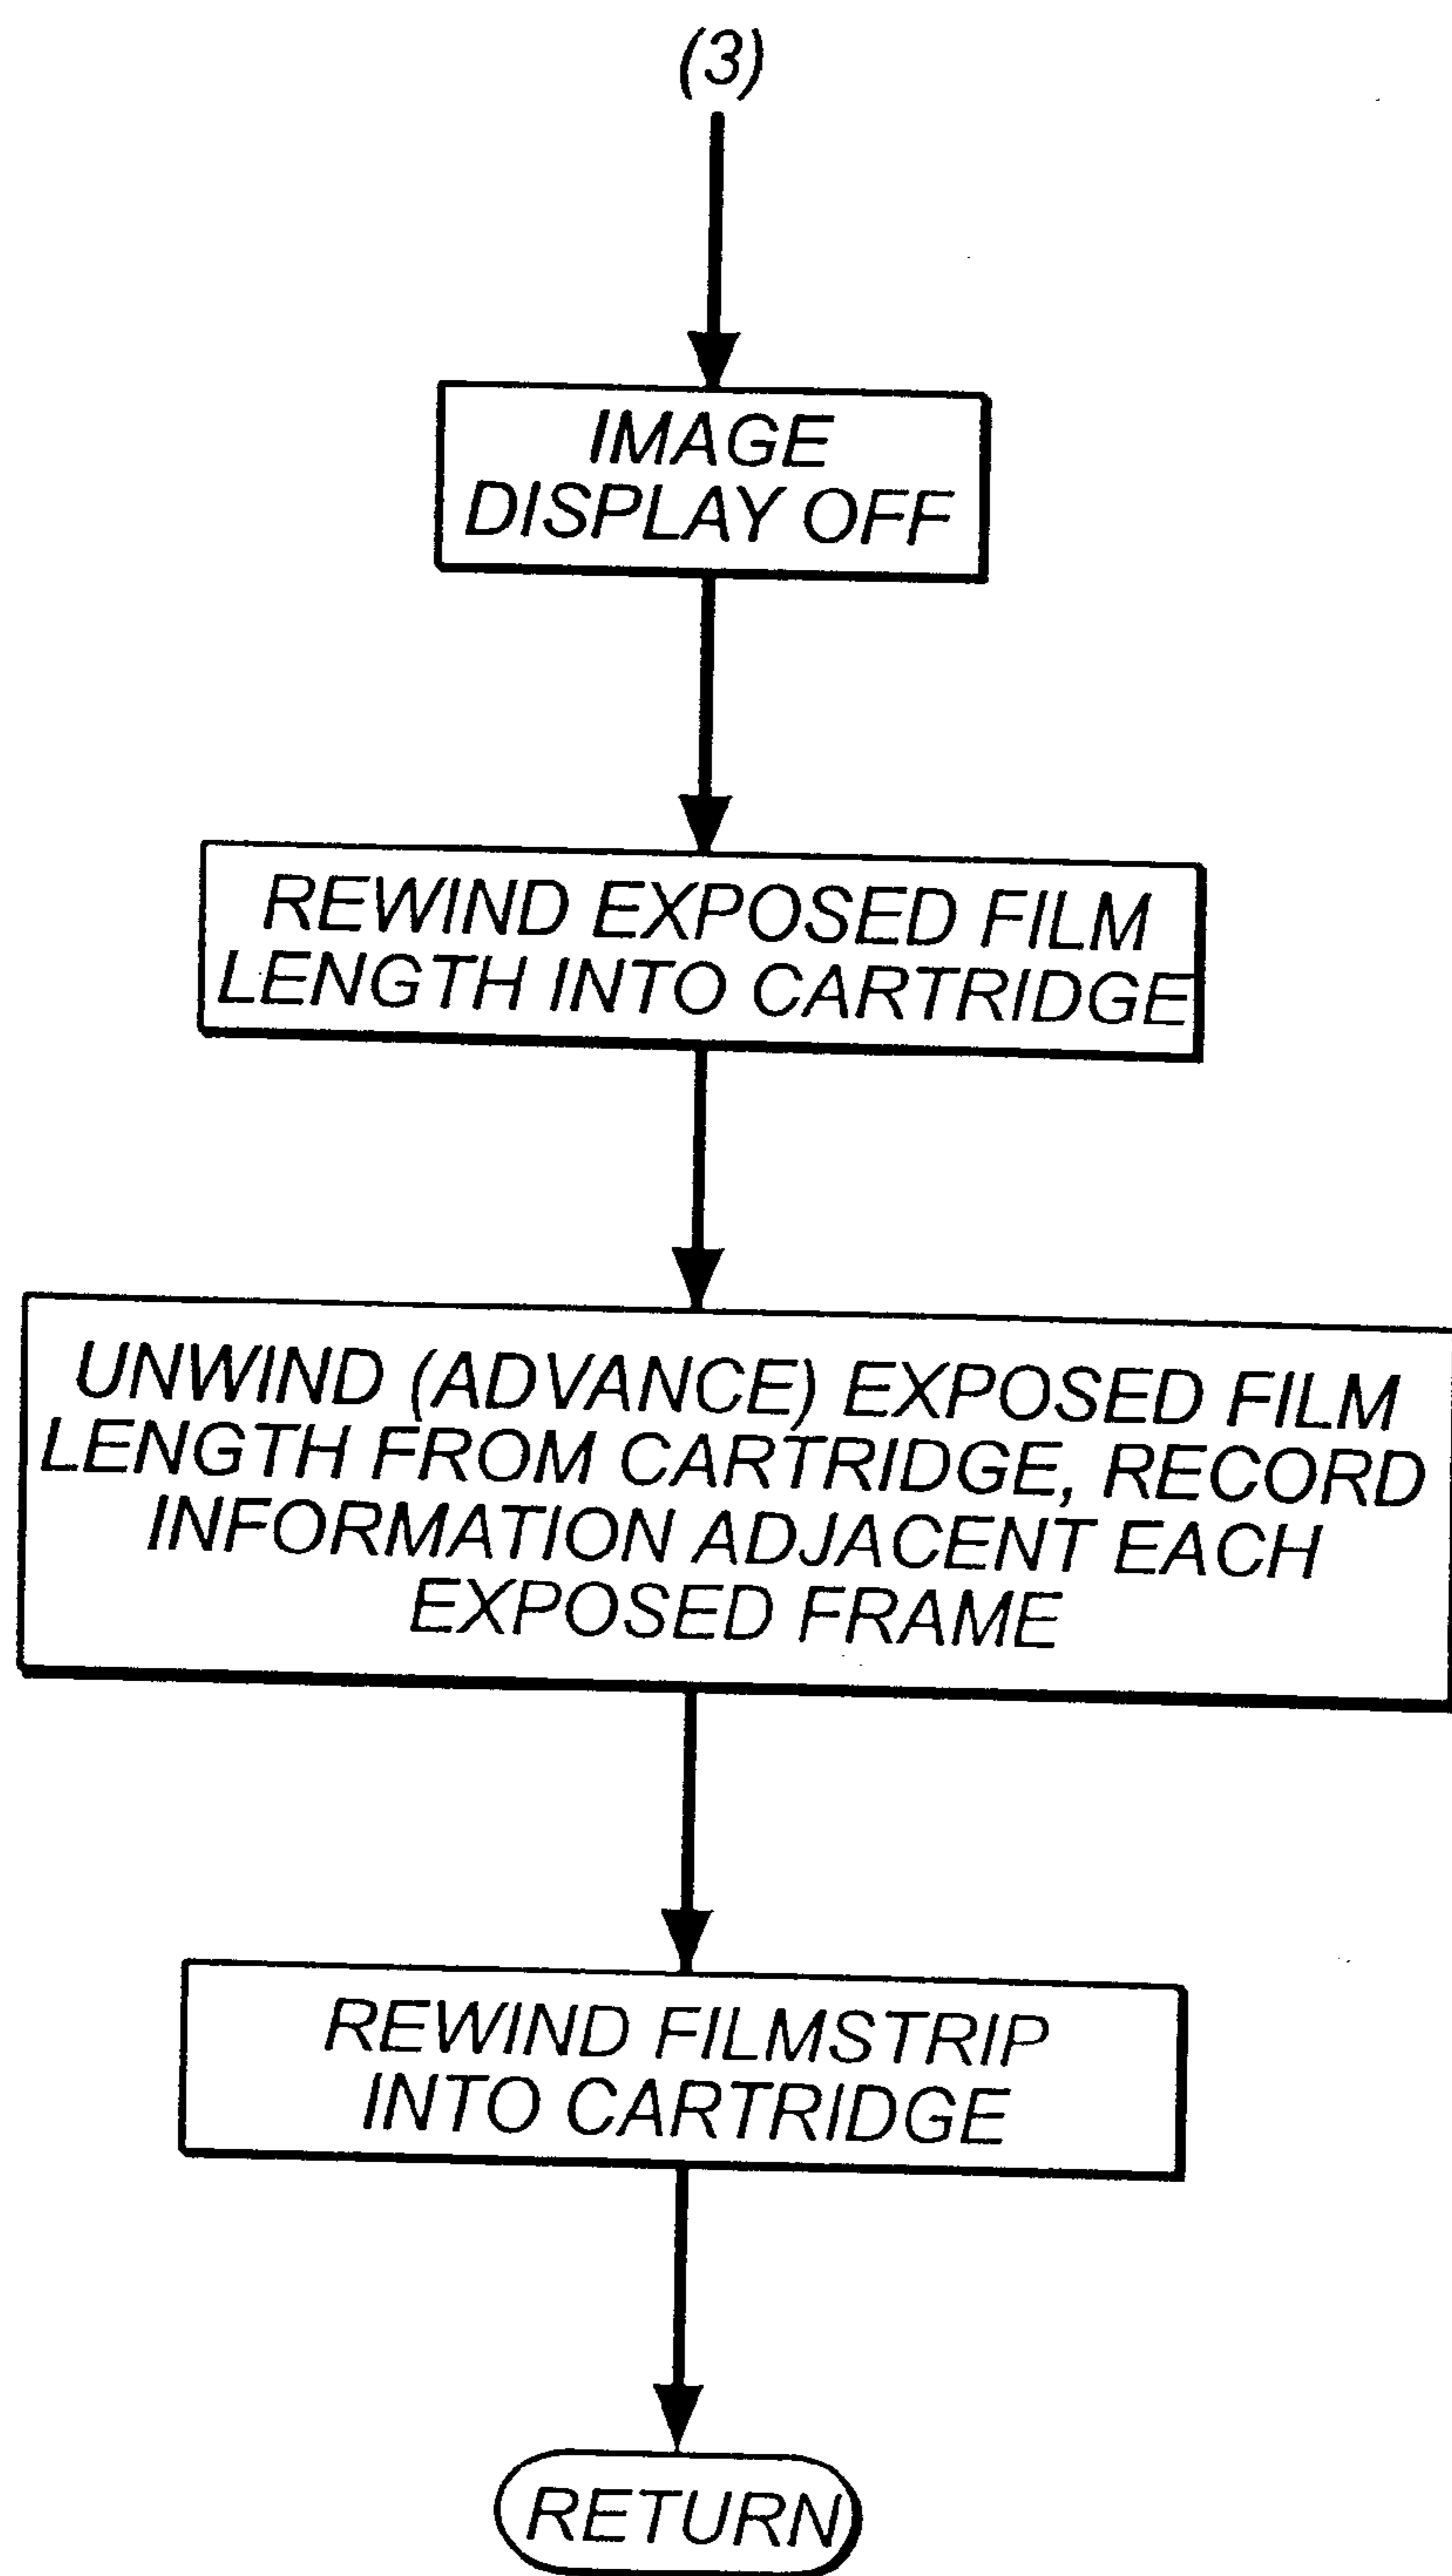 (3)
IMAGE
DISPLAY OFF
REWIND EXPOSED FILM
LENGTH INTO CARTRIDGE
UNWIND (ADVANCE) EXPOSED FILM
LENGTH FROM CARTRIDGE, RECORD
INFORMATION ADJACENT EACH
EXPOSED FRAME
REWIND FILMSTRIP
INTO CARTRIDGE
RETURN